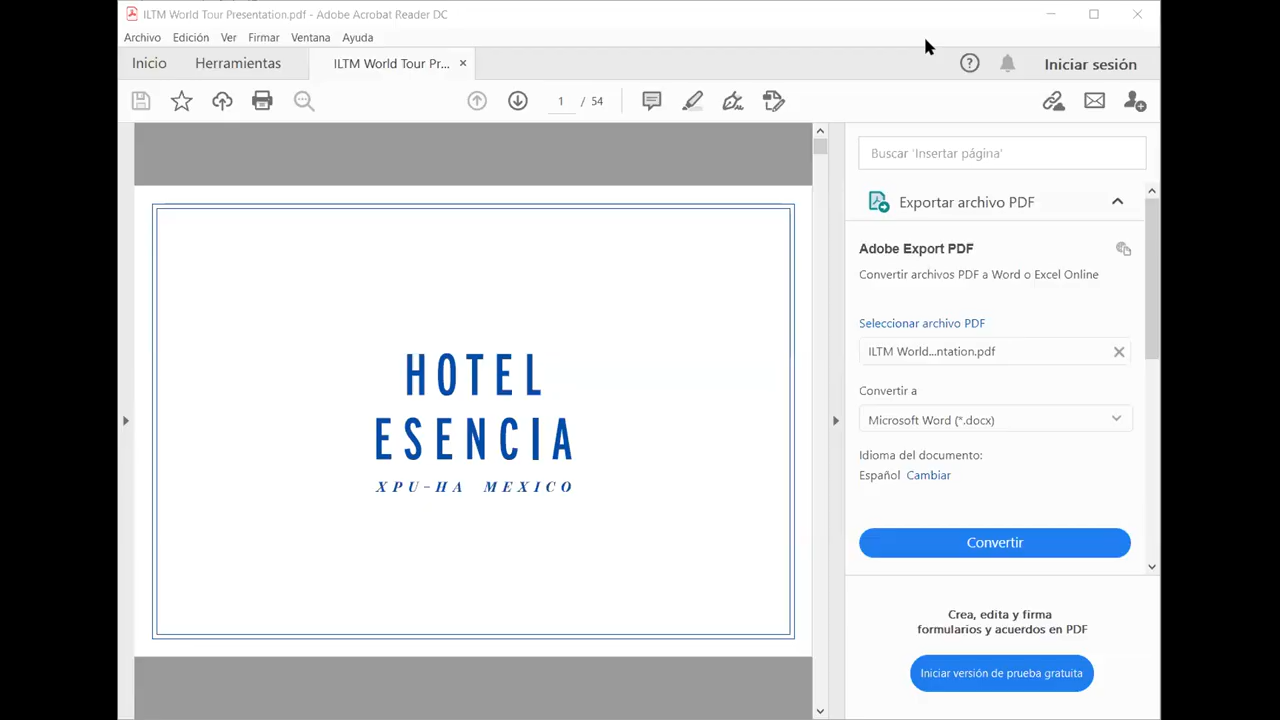 ILTM World Tour Presentation.pdf - Adobe Acrobat Reader DC
Archivo Edición Ver Firmar Ventana Ayuda
Inicio Herramientas ILTM World Tour Pr... × Iniciar sesión
1 / 54
Buscar 'Insertar página'
Exportar archivo PDF
Adobe Export PDF
Convertir archivos PDF a Word o Excel Online
Seleccionar archivo PDF
ILTM World...ntation.pdf
Convertir a
Microsoft Word (*.docx)
Idioma del documento:
Español Cambiar
Convertir
Crea, edita y firma
formularios y acuerdos en PDF
Iniciar versión de prueba gratuita
HOTEL
ESENCIA
XPU-HA MEXICO